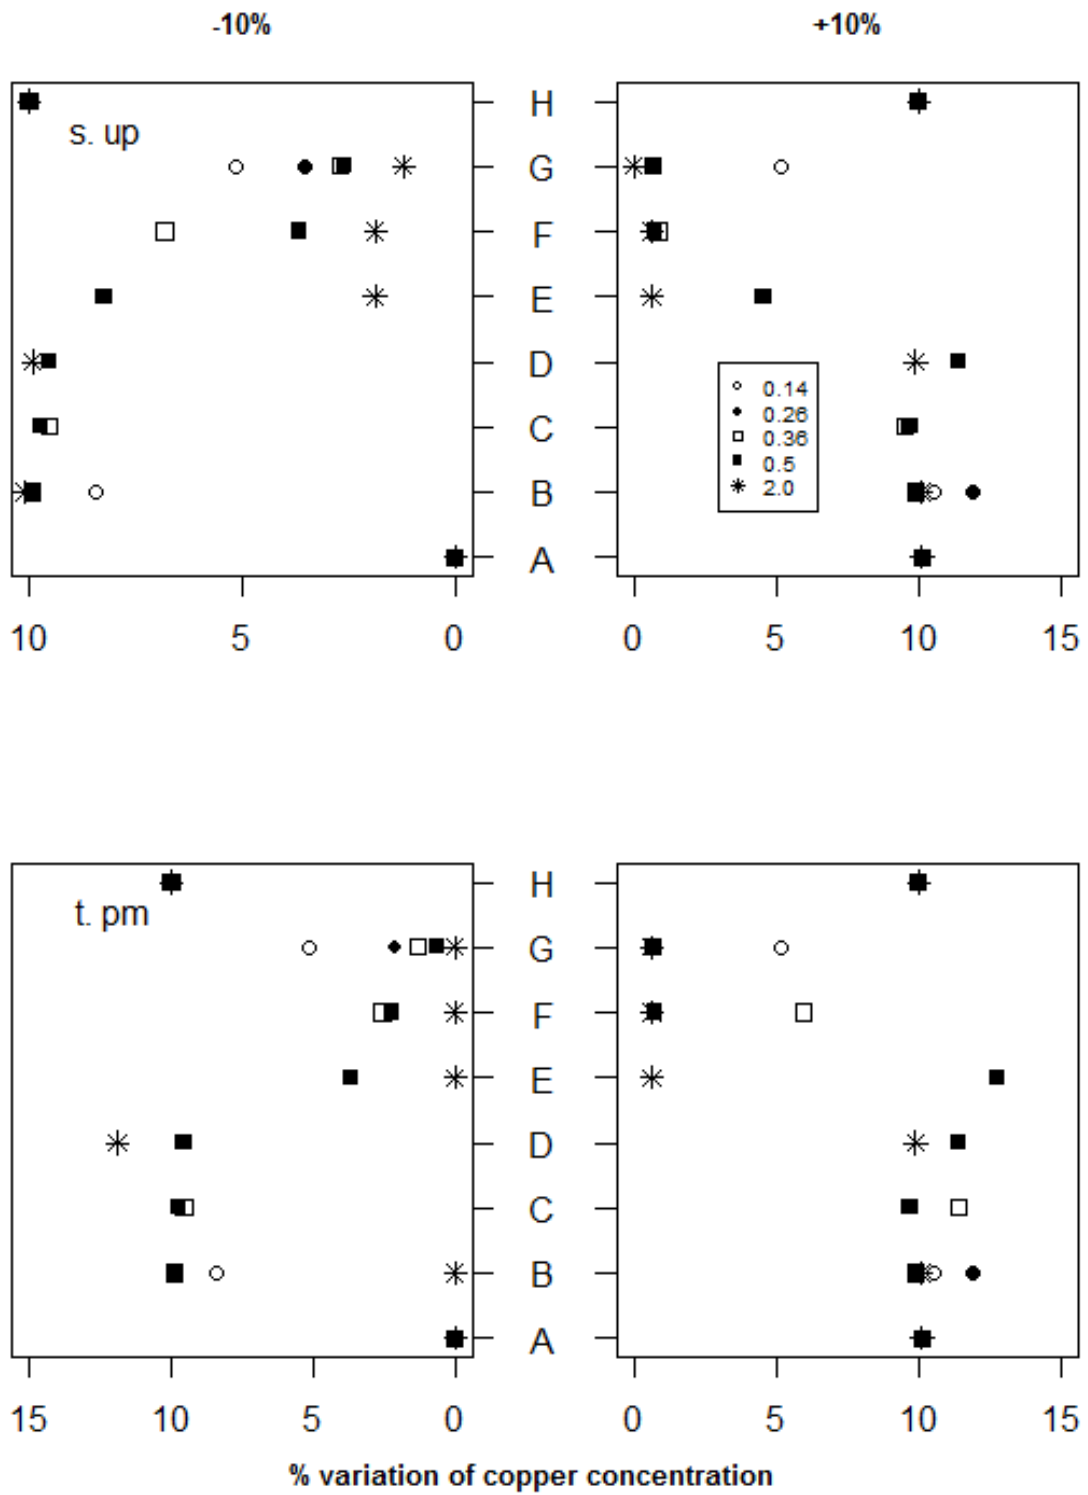 -10%
+10%
s. up
H
G
F
E
D
C
B
A
0.14
0.26
0.36
0.5
2.0
10 5 0
0 5 10 15
t. pm
H
G
F
E
D
C
B
A
15 10 5 0
0 5 10 15
% variation of copper concentration